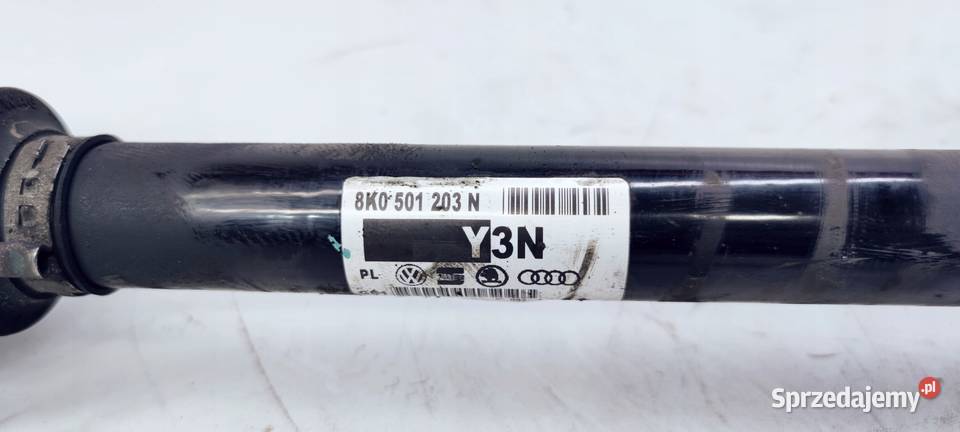 8K0 501 203 N
Y3N
PL
Sprzedajemy.pl